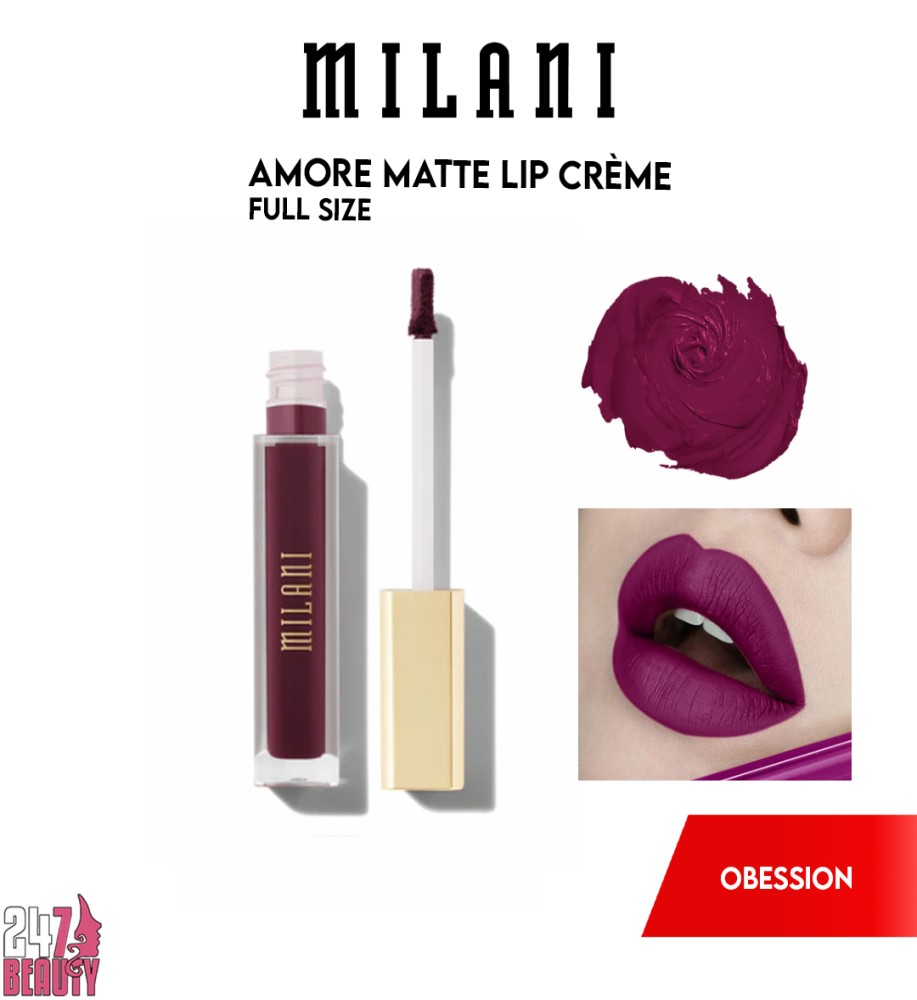 MILANI
AMORE MATTE LIP CRÈME
FULL SIZE
MILANI
OBESSION
247
BEAUTY